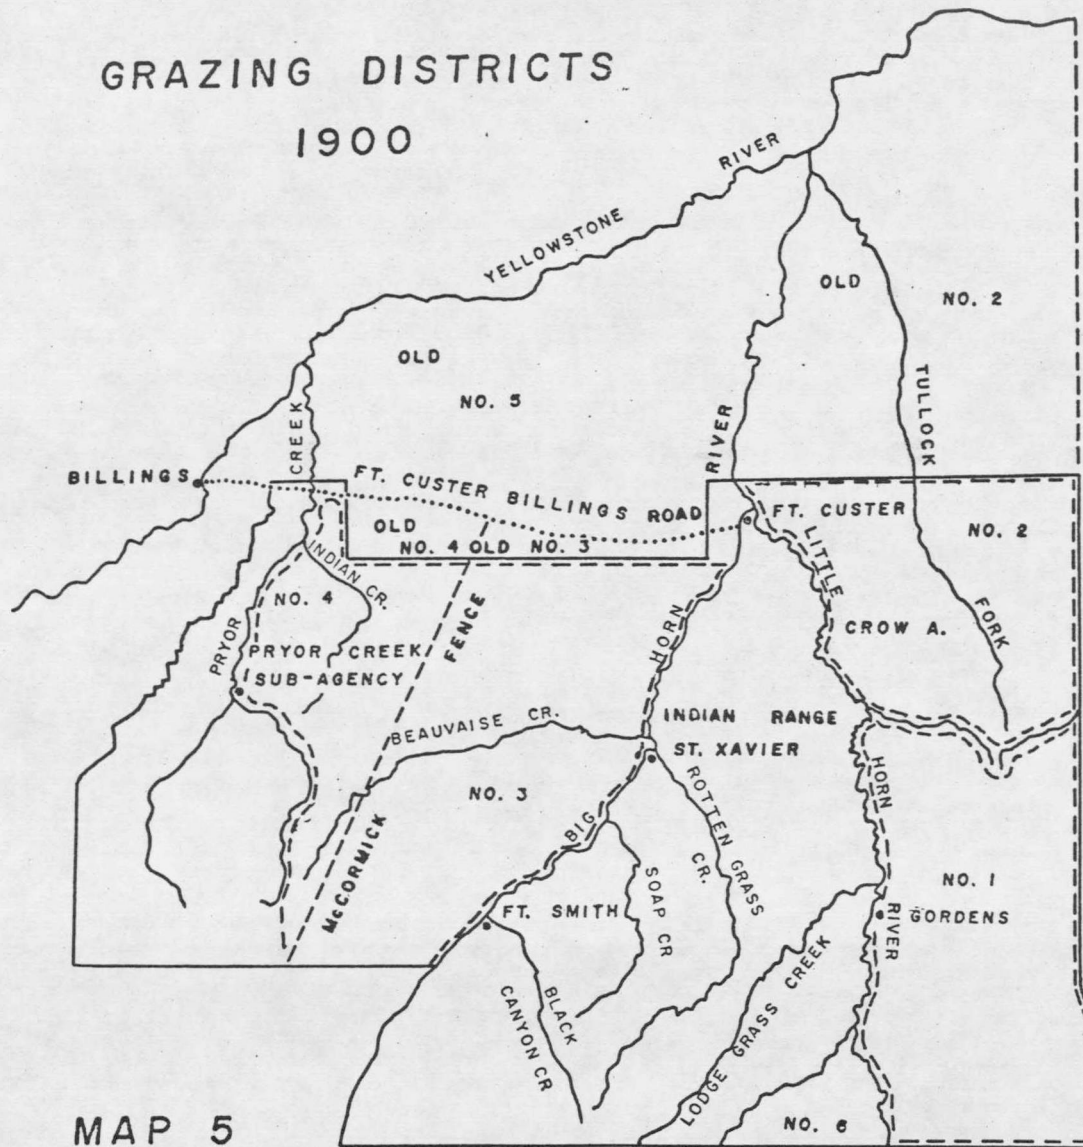 GRAZING DISTRICTS
1900
YELLOWSTONE RIVER
OLD
NO. 2
OLD
NO. 5
TULLOCK FORK
RIVER
CREEK
BILLINGS
FT. CUSTER BILLINGS ROAD
FT. CUSTER
OLD
NO. 4 OLD NO. 3
NO. 2
INDIAN CR.
NO. 4
LITTLE
FENCE
HORN
CROW A.
PRYOR
PRYOR CREEK
SUB-AGENCY
BEAUVAISE CR.
INDIAN RANGE
ST. XAVIER
HORN
ROTTEN GRASS CR.
NO. 3
McCORMICK
BIG
SOAP CR
NO. 1
FT. SMITH
GORDENS
RIVER
BLACK
CANYON CR
LODGE GRASS CREEK
NO. 6
MAP 5